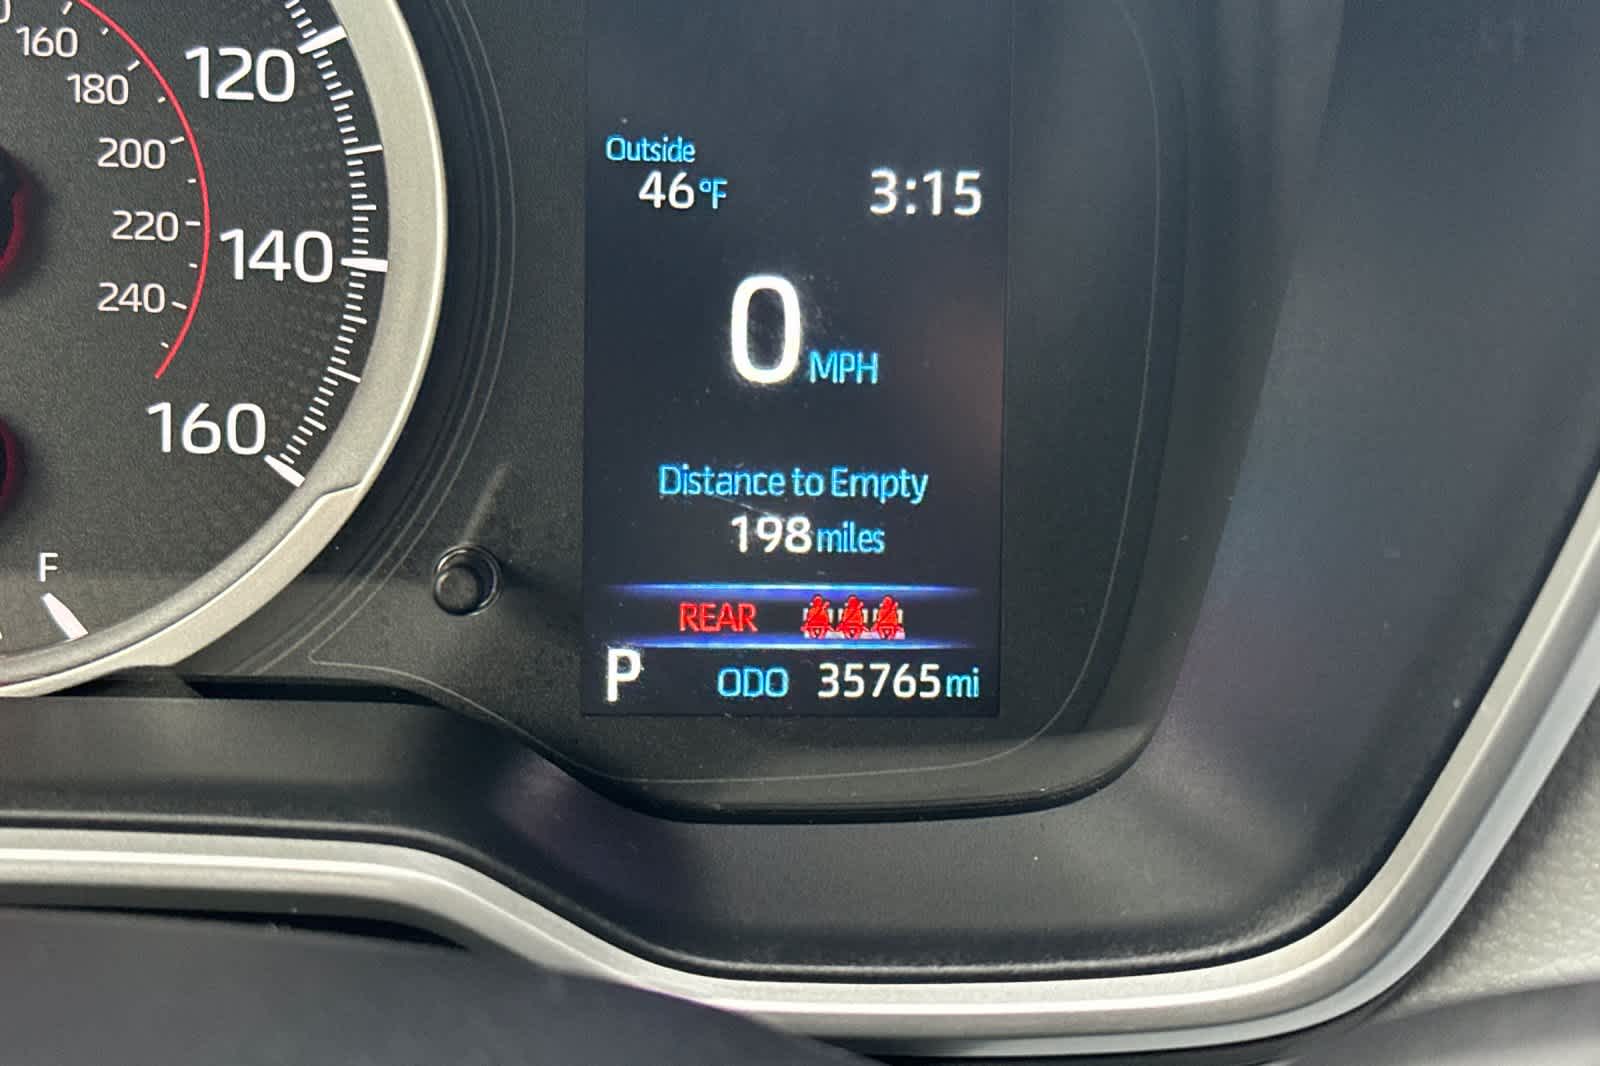 160
180
200
220
240
120
140
160
F
Outside
46°F
3:15
0 MPH
Distance to Empty
198 miles
REAR
P
ODO 35765 mi